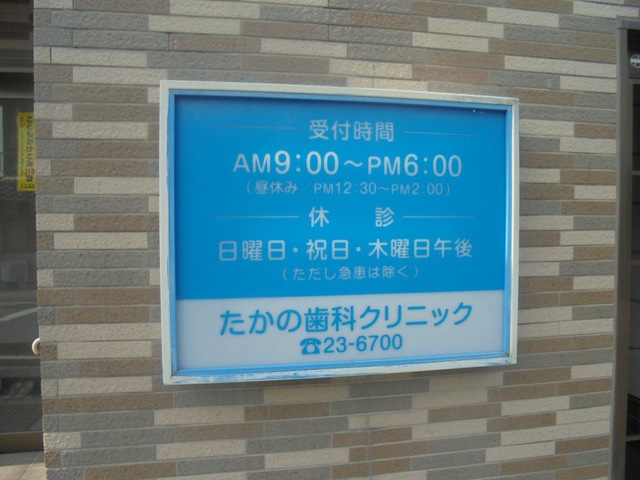 受付時間
AM9:00～PM6:00
(昼休み／PM12:30～PM2:00)
休　診
日曜日・祝日・木曜日午後
(ただし急患は除く)
たかの歯科クリニック
☎23-6700